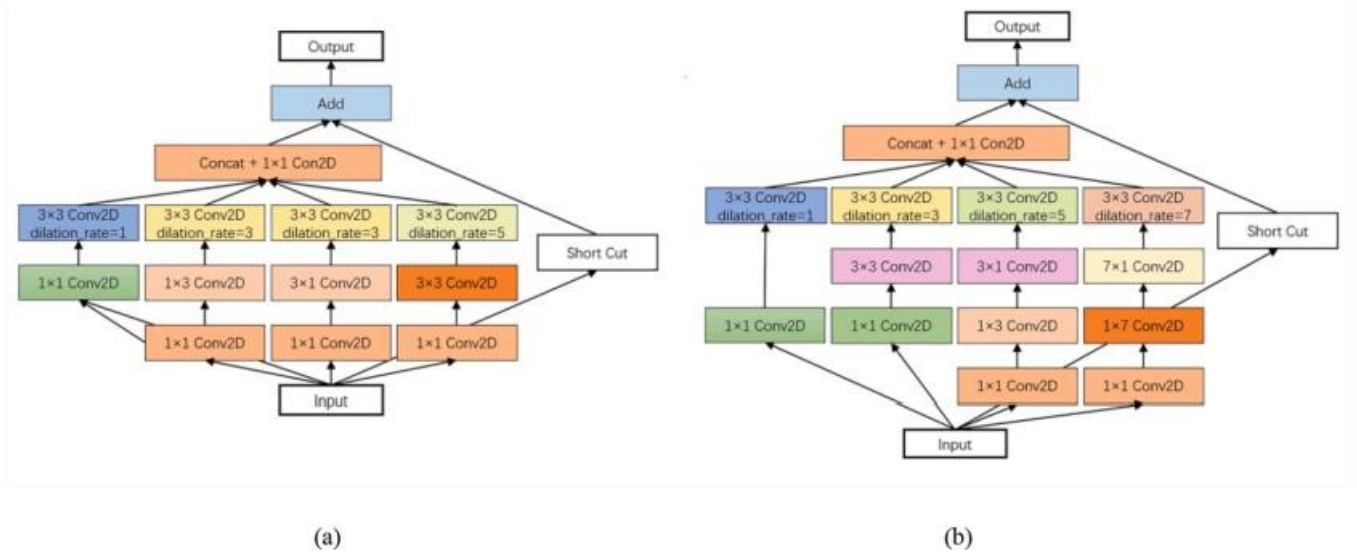 Output
Add
Concat + 1×1 Con2D
3×3 Conv2D
dilation_rate=1
3×3 Conv2D
dilation_rate=3
3×3 Conv2D
dilation_rate=3
3×3 Conv2D
dilation_rate=5
Short Cut
1×1 Conv2D
1×3 Conv2D
3×1 Conv2D
3×3 Conv2D
1×1 Conv2D
1×1 Conv2D
1×1 Conv2D
Input
(a)
Output
Add
Concat + 1×1 Con2D
3×3 Conv2D
dilation_rate=1
3×3 Conv2D
dilation_rate=3
3×3 Conv2D
dilation_rate=5
3×3 Conv2D
dilation_rate=7
Short Cut
3×3 Conv2D
3×1 Conv2D
7×1 Conv2D
1×1 Conv2D
1×1 Conv2D
1×3 Conv2D
1×7 Conv2D
1×1 Conv2D
1×1 Conv2D
Input
(b)